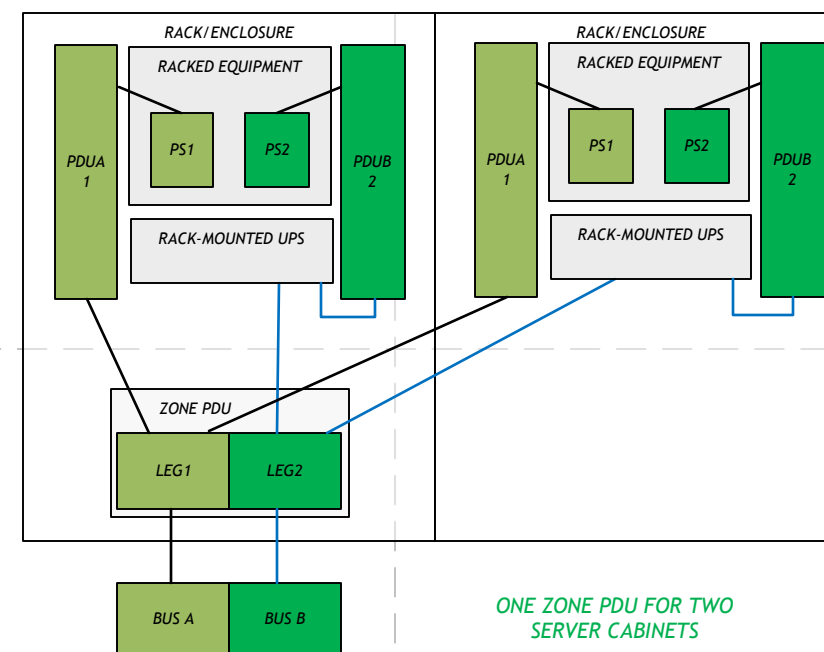 RACK/ENCLOSURE
RACKED EQUIPMENT
PDUA
1
PS1
PS2
PDUB
2
RACK-MOUNTED UPS
RACK/ENCLOSURE
RACKED EQUIPMENT
PDUA
1
PS1
PS2
PDUB
2
RACK-MOUNTED UPS
ZONE PDU
LEG1
LEG2
BUS A
BUS B
ONE ZONE PDU FOR TWO
SERVER CABINETS